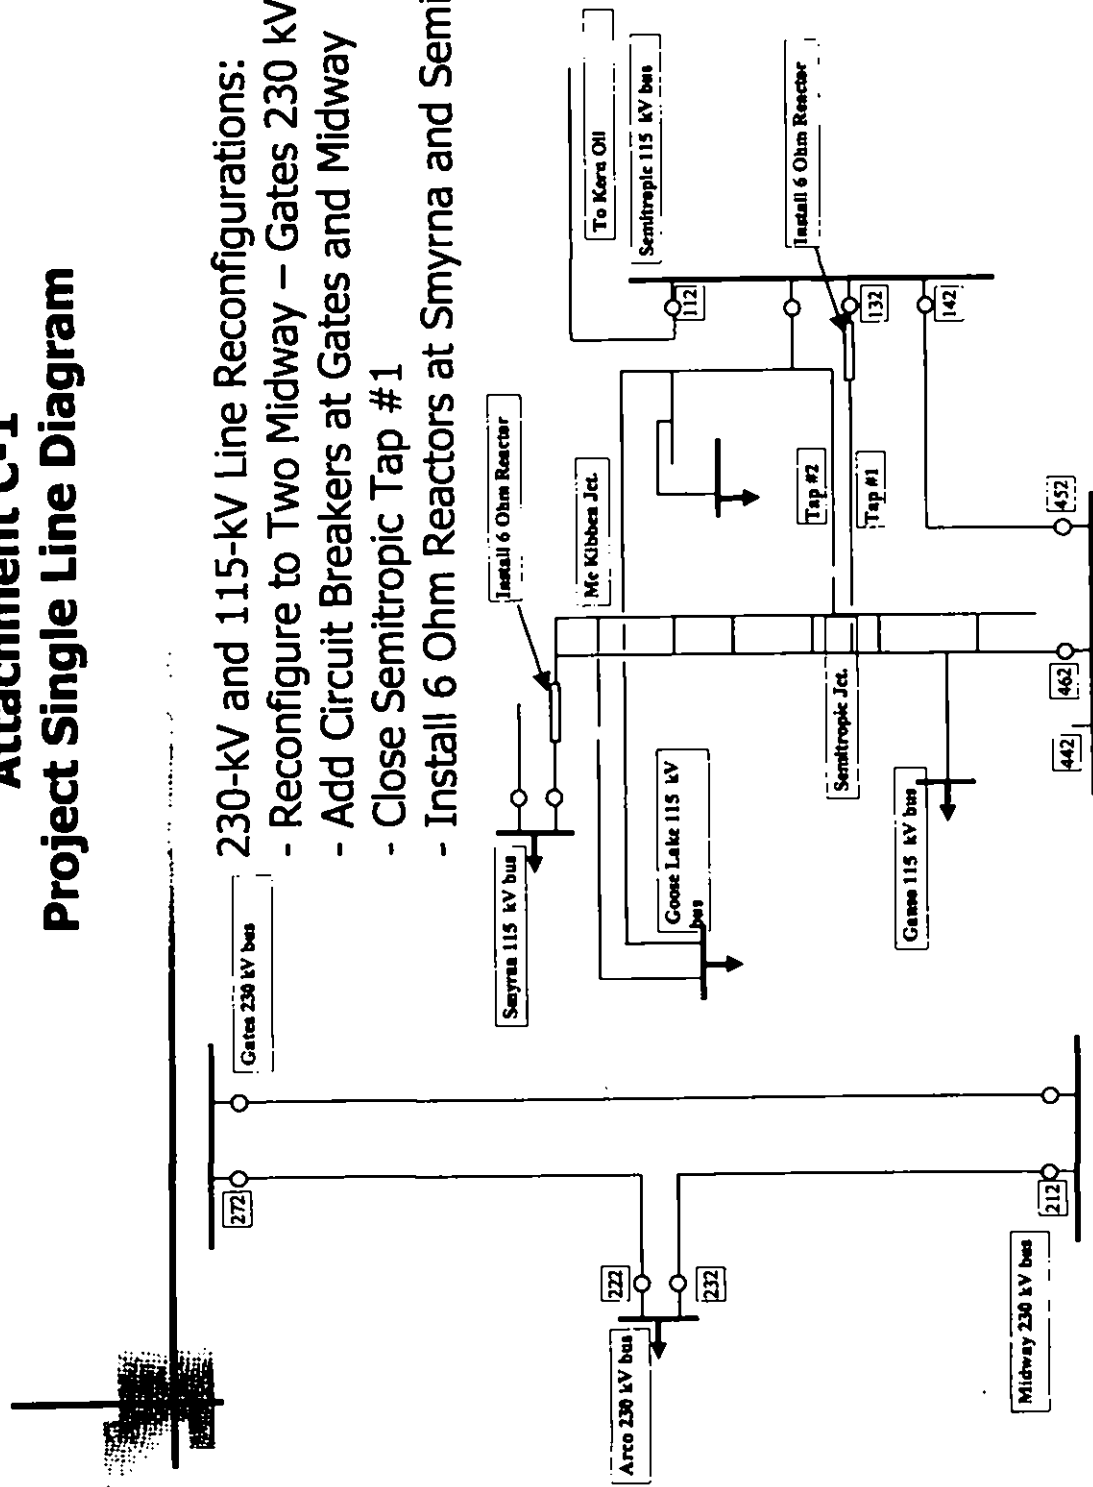 Attachment C-1
Project Single Line Diagram
230-kV and 115-kV Line Reconfigurations:
- Reconfigure to Two Midway – Gates 230 kV
- Add Circuit Breakers at Gates and Midway
- Close Semitropic Tap #1
- Install 6 Ohm Reactors at Smyrna and Semi
Gates 230 kV bus
272
222
232
Arco 230 kV bus
212
Midway 230 kV bus
Smyrna 115 kV bus
Install 6 Ohm Reactor
Mc Kibben Jct.
Goose Lake 115 kV
bus
To Kern Oil
Semitropic 115 kV bus
112
Install 6 Ohm Reactor
132
142
Tap #2
Tap #1
Semitropic Jct.
Ganso 115 kV bus
452
462
442